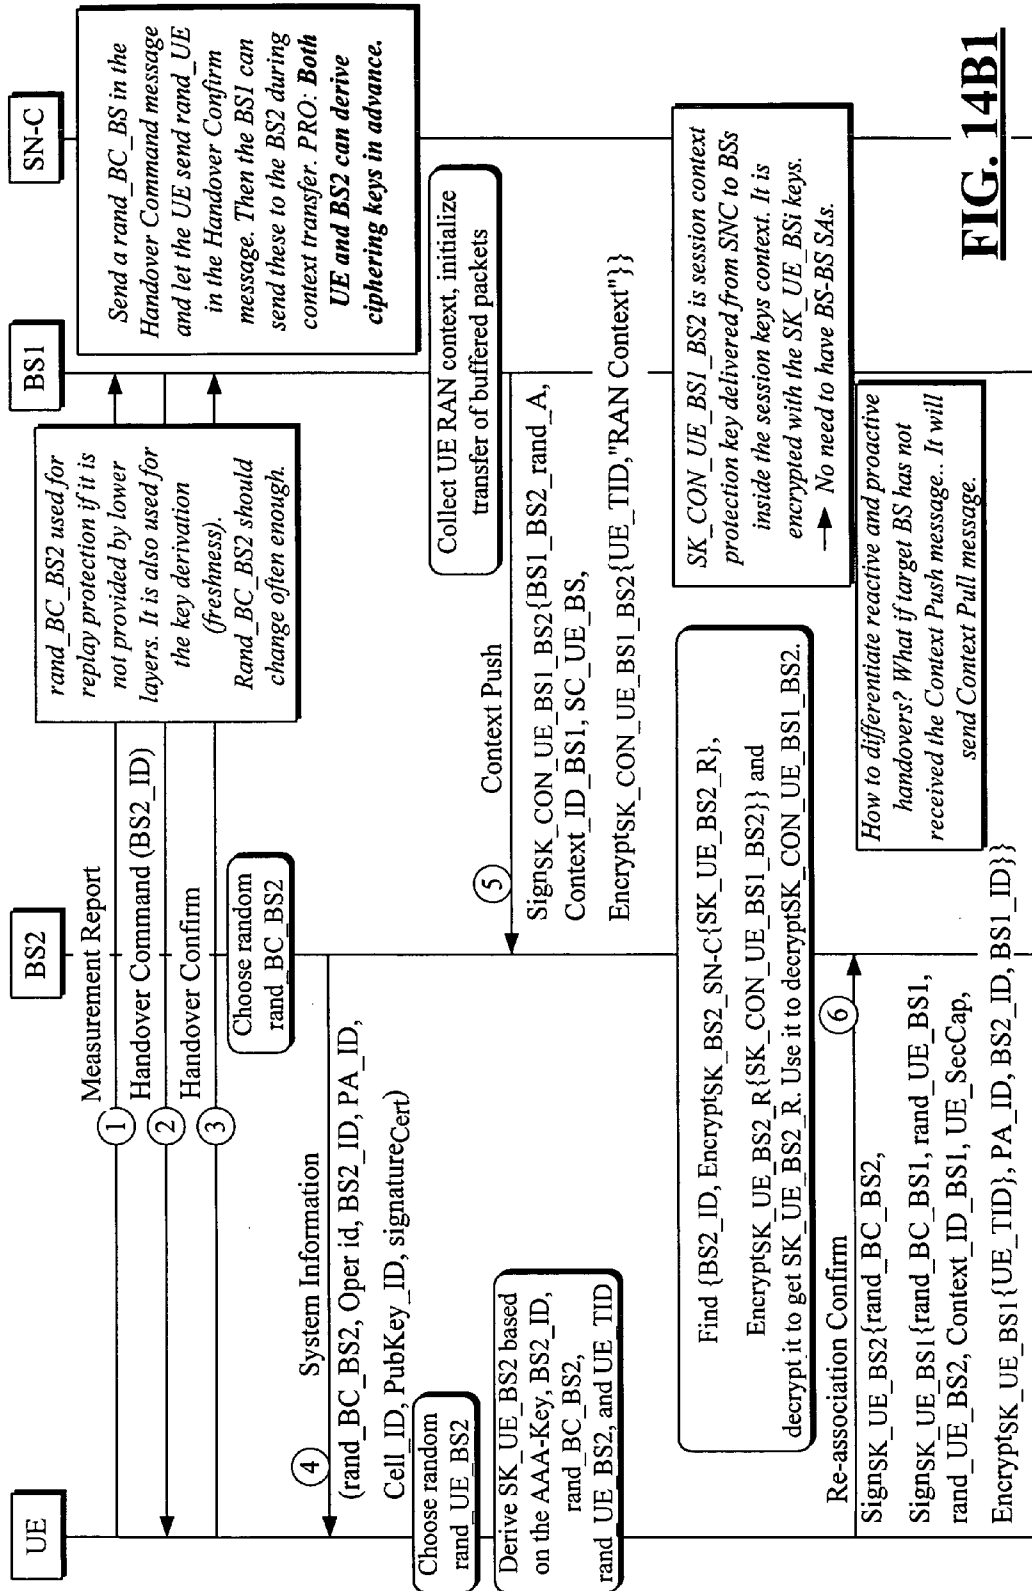 UE
BS2
BS1
SN-C
Measurement Report
1
Handover Command (BS2_ID)
2
Handover Confirm
3
rand_BC_BS2 used for
replay protection if it is
not provided by lower
layers. It is also used for
the key derivation
(freshness).
Rand_BC_BS2 should
change often enough.
Send a rand_BC_BS in the
Handover Command message
and let the UE send rand_UE
in the Handover Confirm
message. Then the BS1 can
send these to the BS2 during
context transfer. PRO: Both
UE and BS2 can derive
ciphering keys in advance.
Choose random
rand_BC_BS2
System Information
4
(rand_BC_BS2, Oper id, BS2_ID, PA_ID,
Cell_ID, PubKey_ID, signatureCert)
Choose random
rand_UE_BS2
Derive SK_UE_BS2 based
on the AAA-Key, BS2_ID,
rand_BC_BS2,
rand_UE_BS2, and UE_TID
Collect UE RAN context, initialize
transfer of buffered packets
Context Push
5
SignSK_CON_UE_BS1_BS2{BS1_BS2_rand_A,
Context_ID_BS1, SC_UE_BS,
EncryptSK_CON_UE_BS1_BS2{UE_TID,"RAN Context"}}
Find {BS2_ID, EncryptSK_BS2_SN-C{SK_UE_BS2_R},
EncryptSK_UE_BS2_R{SK_CON_UE_BS1_BS2}} and
decrypt it to get SK_UE_BS2_R. Use it to decryptSK_CON_UE_BS1_BS2.
SK_CON_UE_BS1_BS2 is session context
protection key delivered from SNC to BSs
inside the session keys context. It is
encrypted with the SK_UE_BSi keys.
→ No need to have BS-BS SAs.
How to differentiate reactive and proactive
handovers? What if target BS has not
received the Context Push message.. It will
send Context Pull message.
Re-association Confirm
6
SignSK_UE_BS2{rand_BC_BS2,
SignSK_UE_BS1{rand_BC_BS1, rand_UE_BS1,
rand_UE_BS2, Context_ID_BS1, UE_SecCap,
EncryptSK_UE_BS1{UE_TID}, PA_ID, BS2_ID, BS1_ID}}
FIG. 14B1